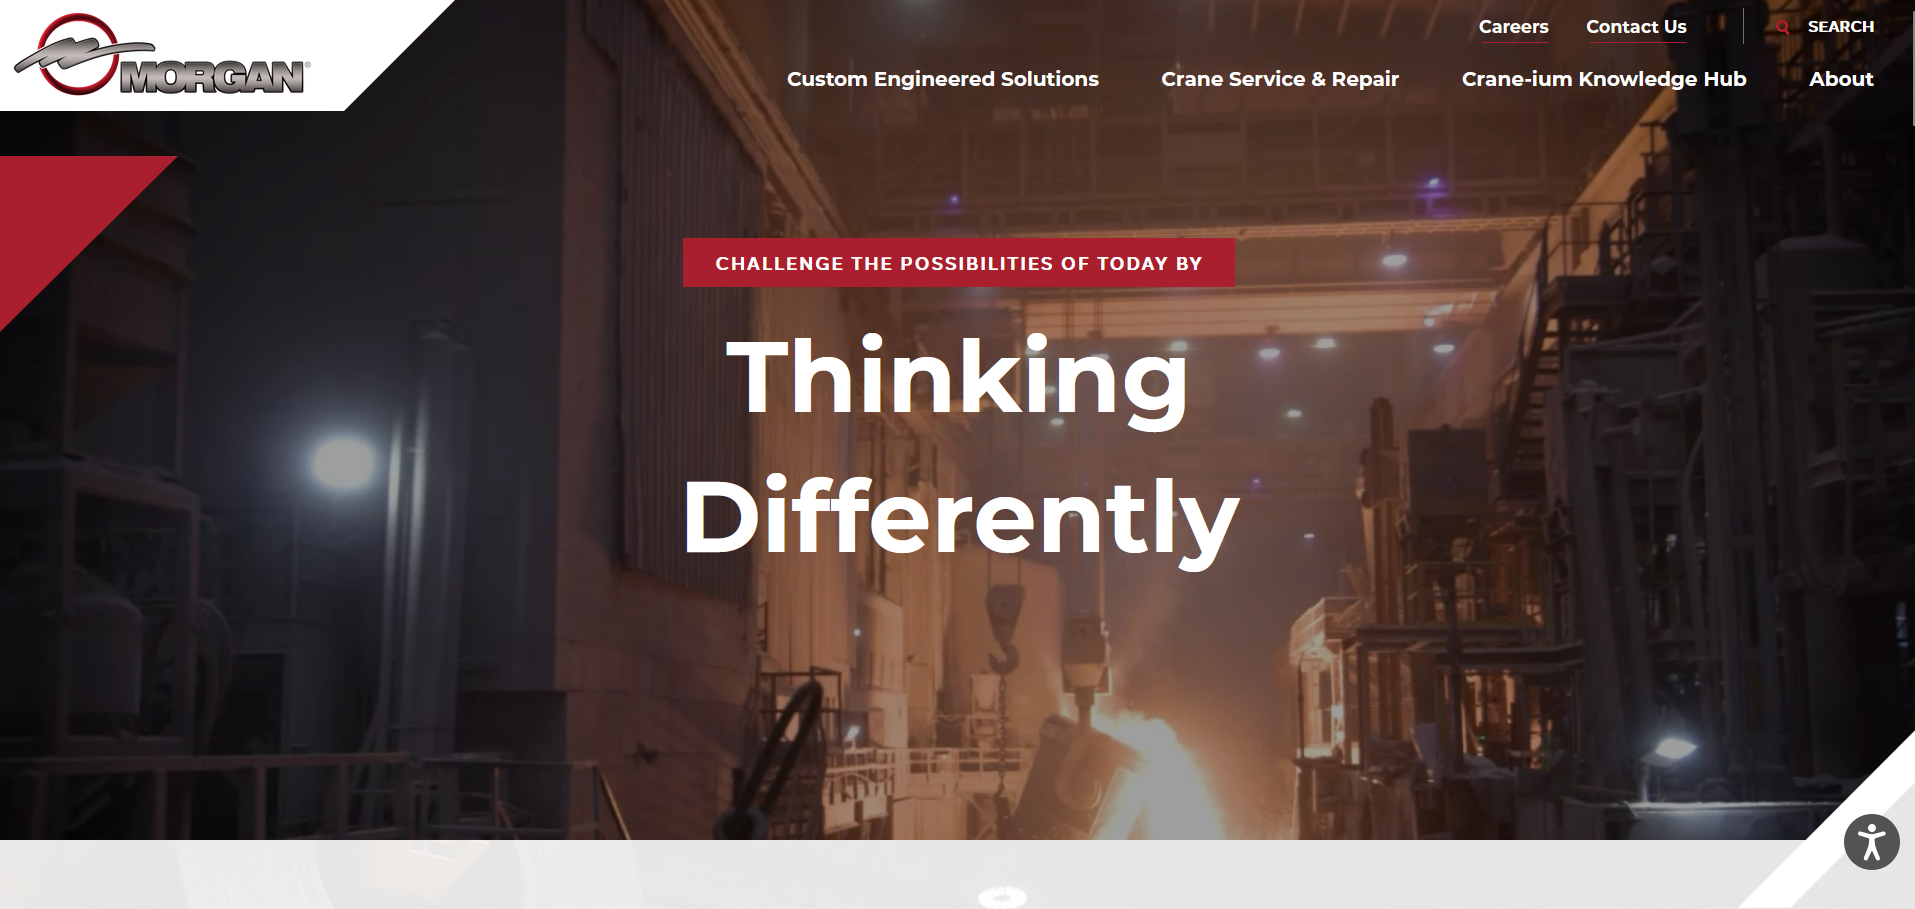 MORGAN®
Careers
Contact Us
SEARCH
Custom Engineered Solutions
Crane Service & Repair
Crane-ium Knowledge Hub
About
CHALLENGE THE POSSIBILITIES OF TODAY BY
Thinking
Differently